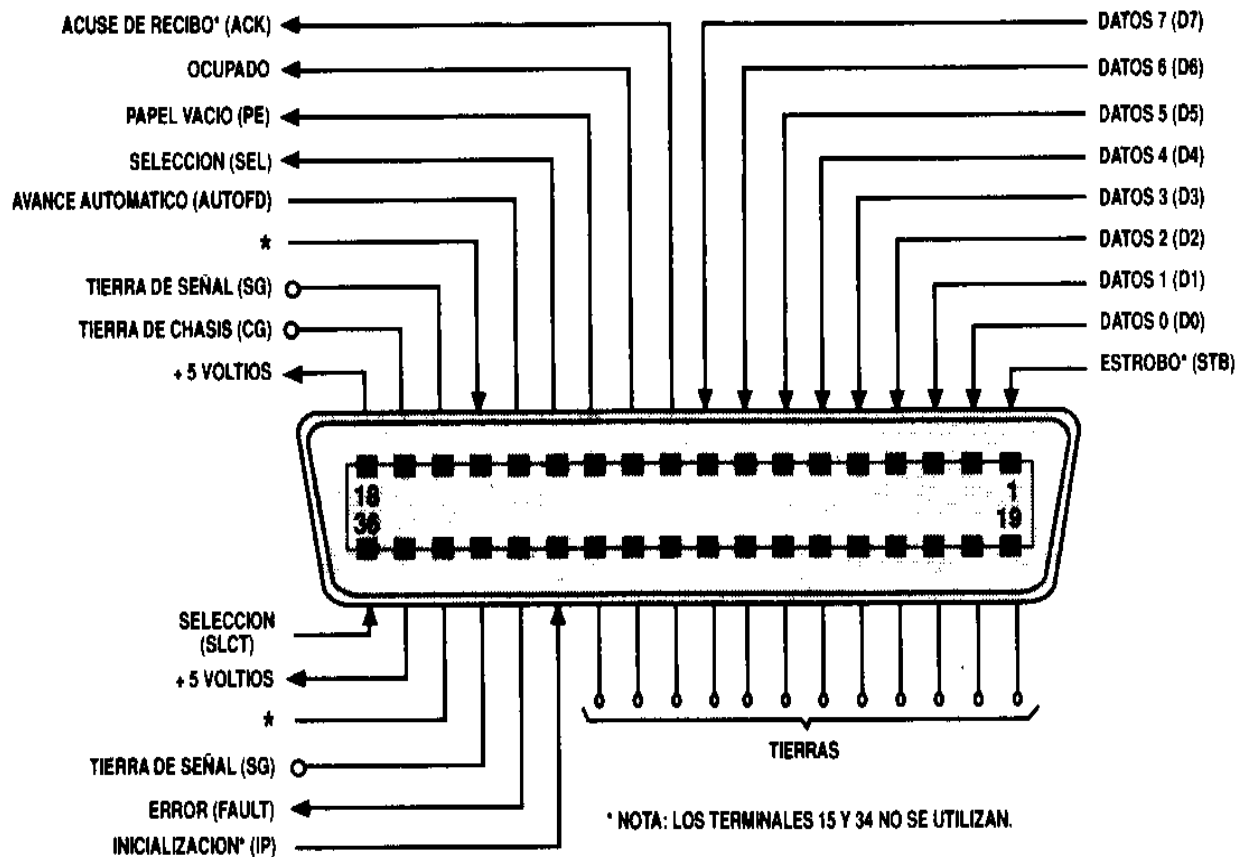 ACUSE DE RECIBO* (ACK)
OCUPADO
PAPEL VACIO (PE)
SELECCION (SEL)
AVANCE AUTOMATICO (AUTOFD)
*
TIERRA DE SEÑAL (SG)
TIERRA DE CHASIS (CG)
+ 5 VOLTIOS
DATOS 7 (D7)
DATOS 6 (D6)
DATOS 5 (D5)
DATOS 4 (D4)
DATOS 3 (D3)
DATOS 2 (D2)
DATOS 1 (D1)
DATOS 0 (D0)
ESTROBO* (STB)
18
36
1
19
SELECCION
(SLCT)
+ 5 VOLTIOS
*
TIERRA DE SEÑAL (SG)
ERROR (FAULT)
INICIALIZACION* (IP)
TIERRAS
* NOTA: LOS TERMINALES 15 Y 34 NO SE UTILIZAN.